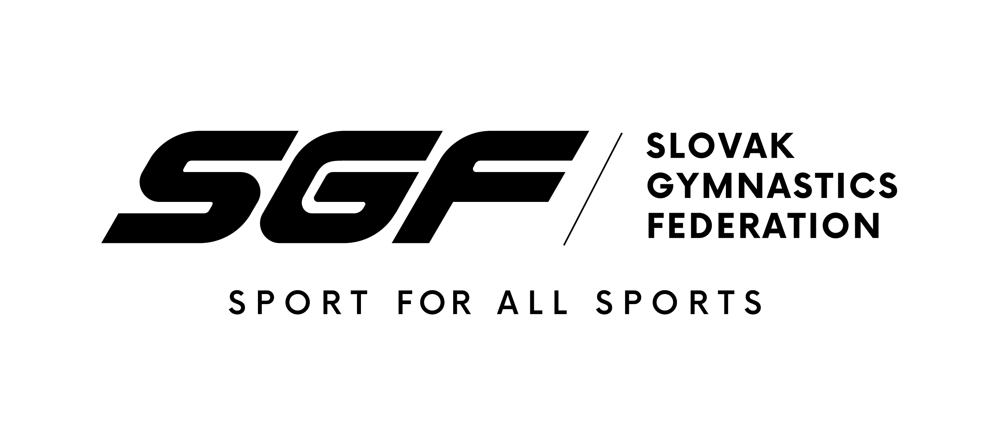 SGF
SLOVAK
GYMNASTICS
FEDERATION
SPORT FOR ALL SPORTS